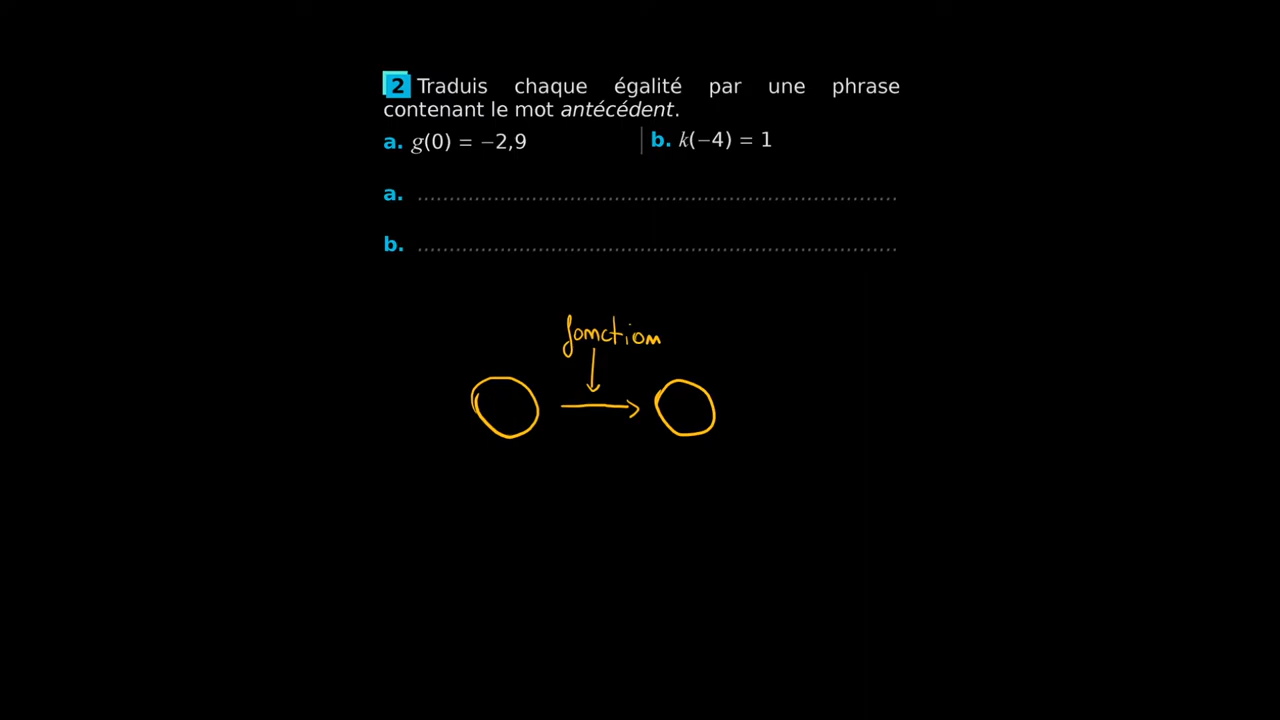 2 Traduis chaque égalité par une phrase
contenant le mot antécédent.
a. g(0) = −2,9
b. k(−4) = 1
a. ................................................................................
b. ................................................................................
fonction